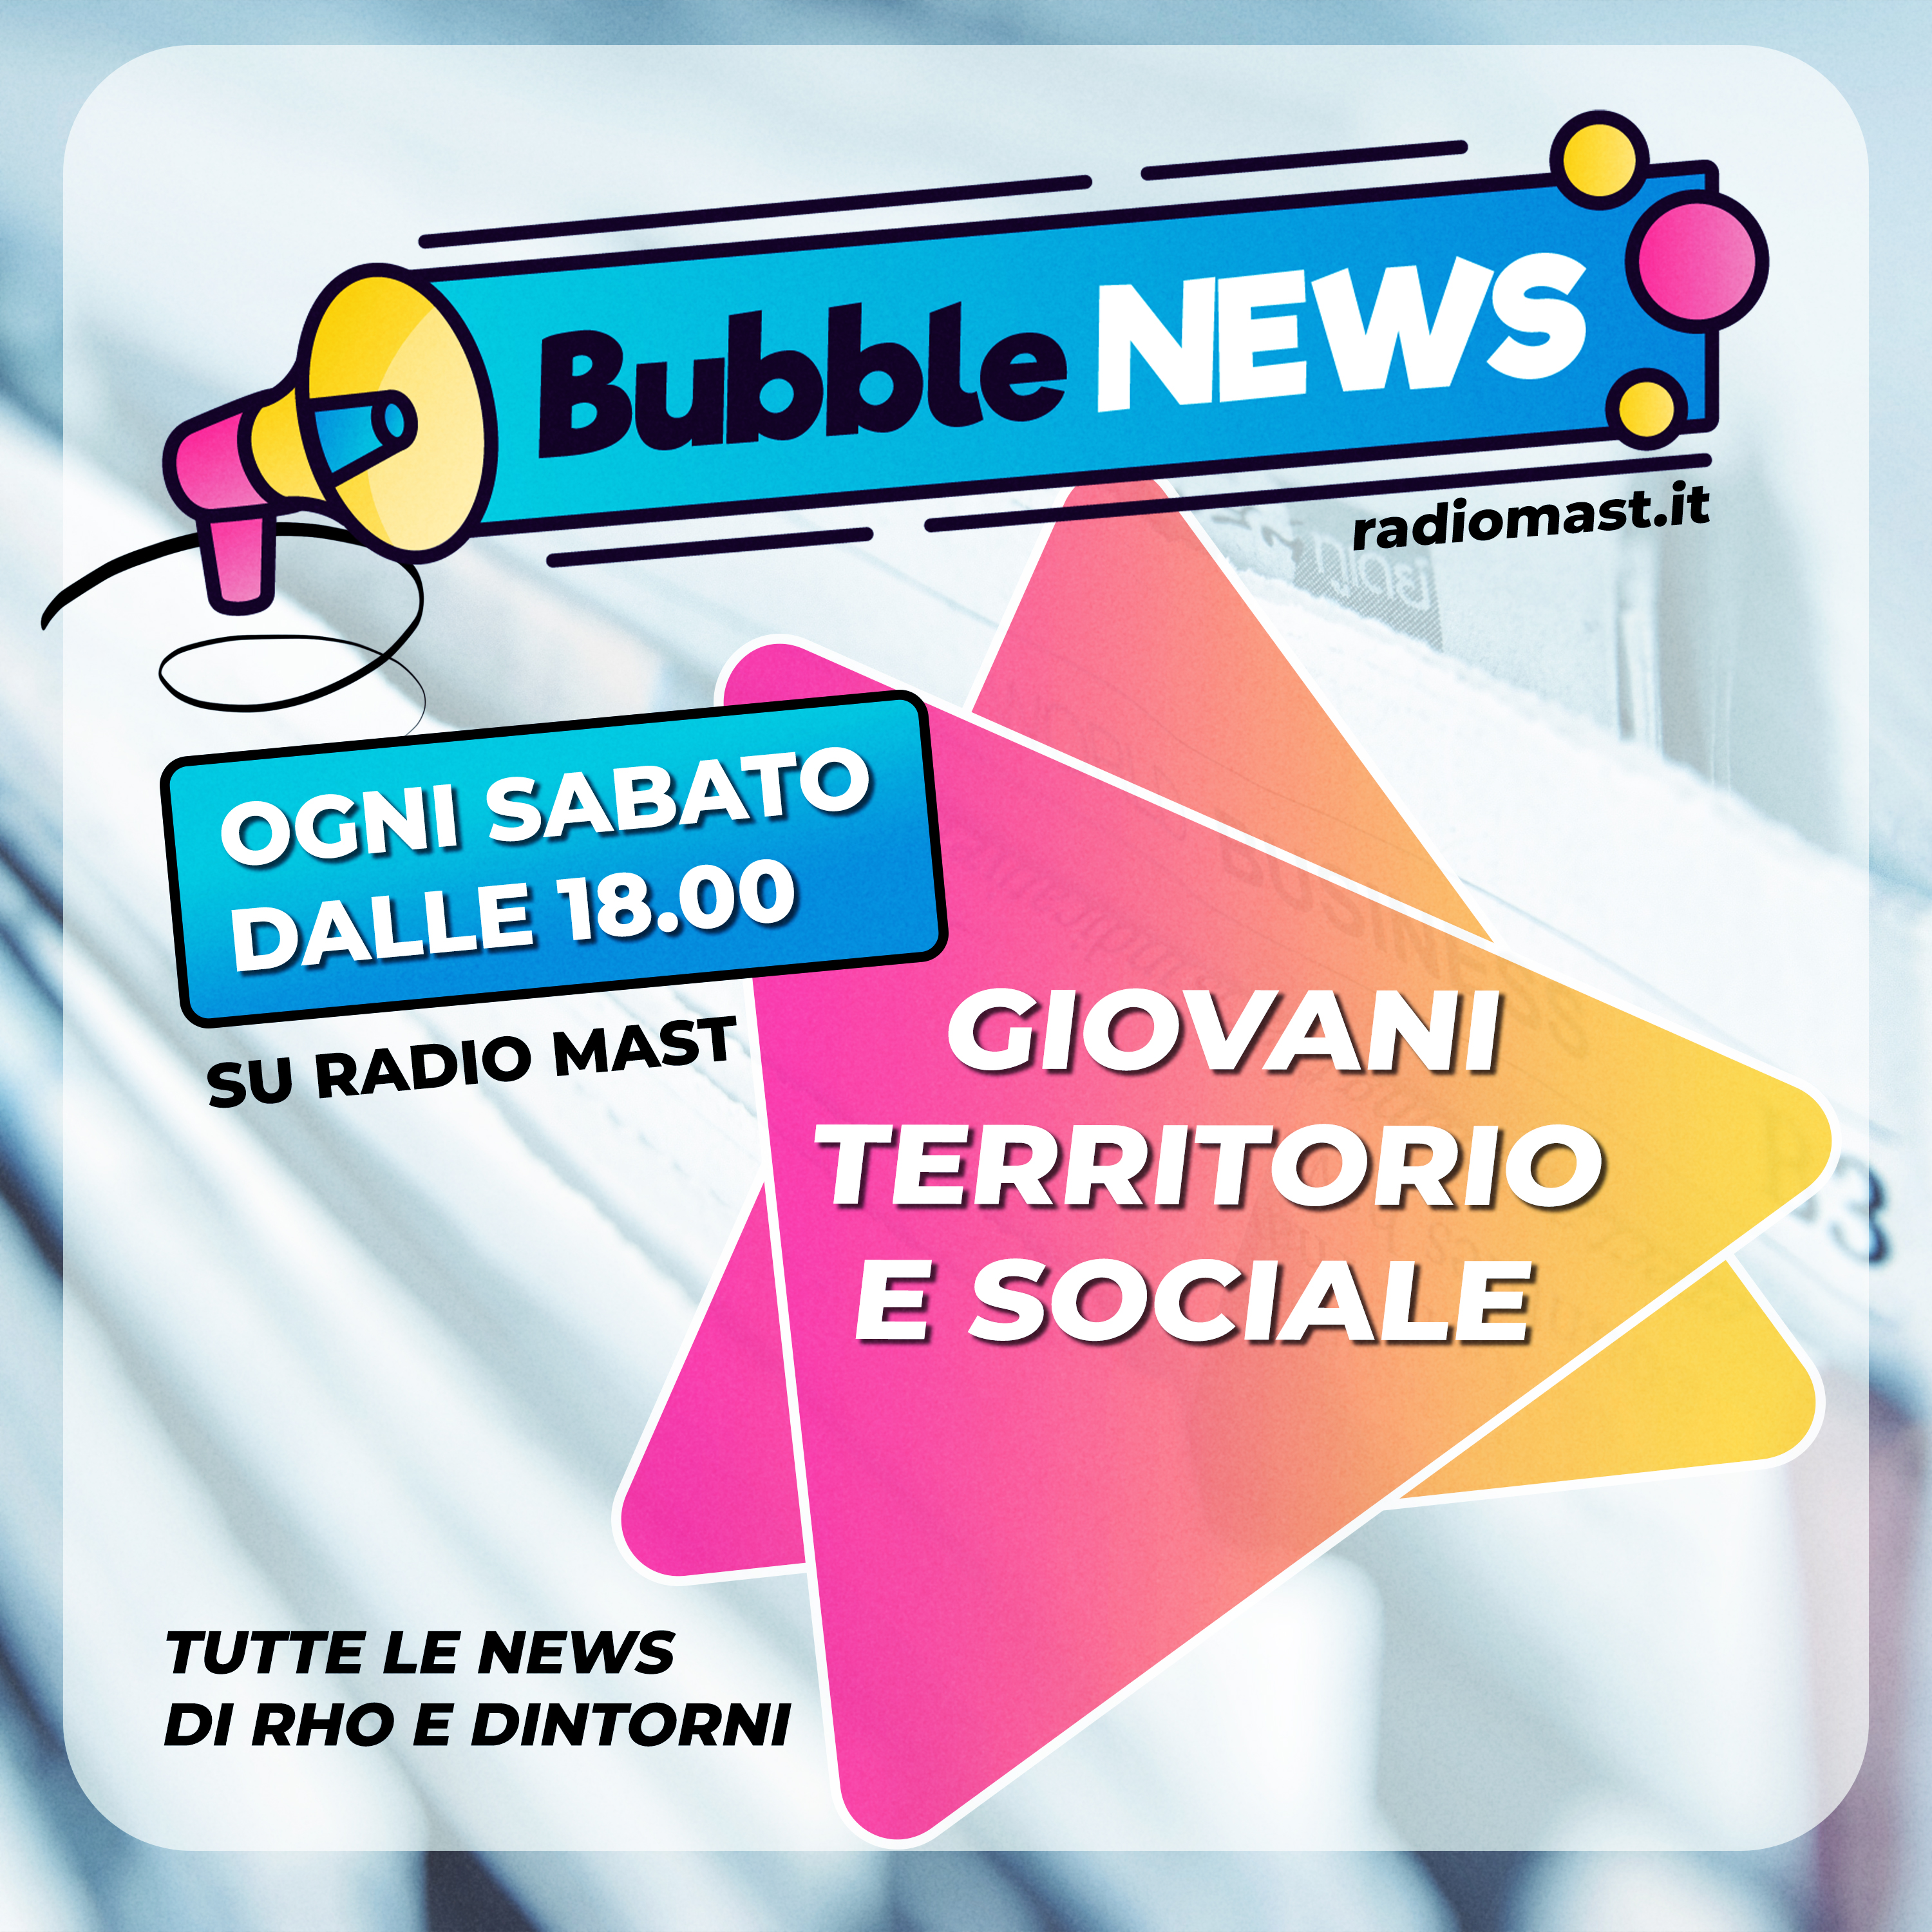 Bubble NEWS
radiomast.it
OGNI SABATO
DALLE 18.00
SU RADIO MAST
GIOVANI
TERRITORIO
E SOCIALE
TUTTE LE NEWS
DI RHO E DINTORNI